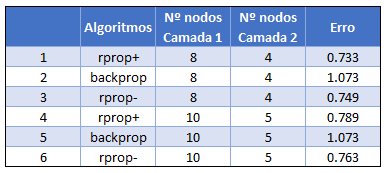 Algoritmos Nº nodos Camada 1 Nº nodos Camada 2 Erro
1 rprop+ 8 4 0.733
2 backprop 8 4 1.073
3 rprop- 8 4 0.749
4 rprop+ 10 5 0.789
5 backprop 10 5 1.073
6 rprop- 10 5 0.763